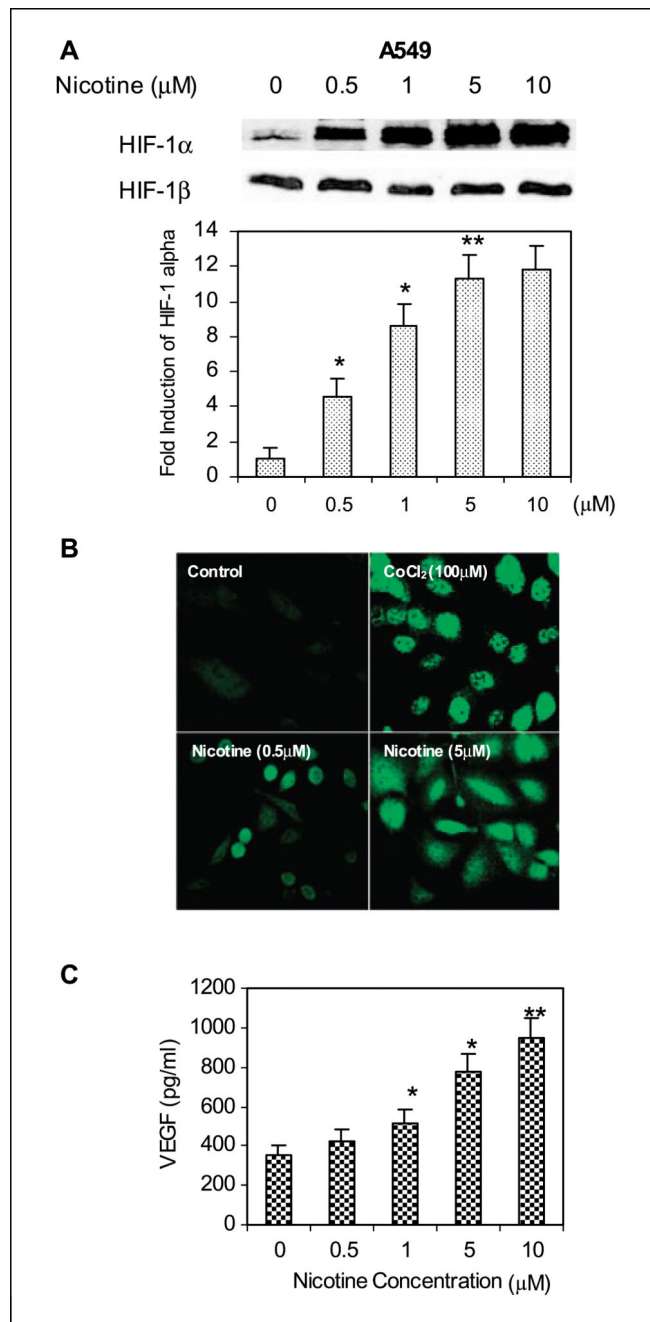 A
A549
Nicotine (μM) 0 0.5 1 5 10
HIF-1α
HIF-1β
Fold Induction of HIF-1 alpha
14
12
10
8
6
4
2
0
* * **
0 0.5 1 5 10 (μM)
B
Control
CoCl₂ (100μM)
Nicotine (0.5μM)
Nicotine (5μM)
C
VEGF (pg/ml)
1200
1000
800
600
400
200
0
* * **
0 0.5 1 5 10
Nicotine Concentration (μM)